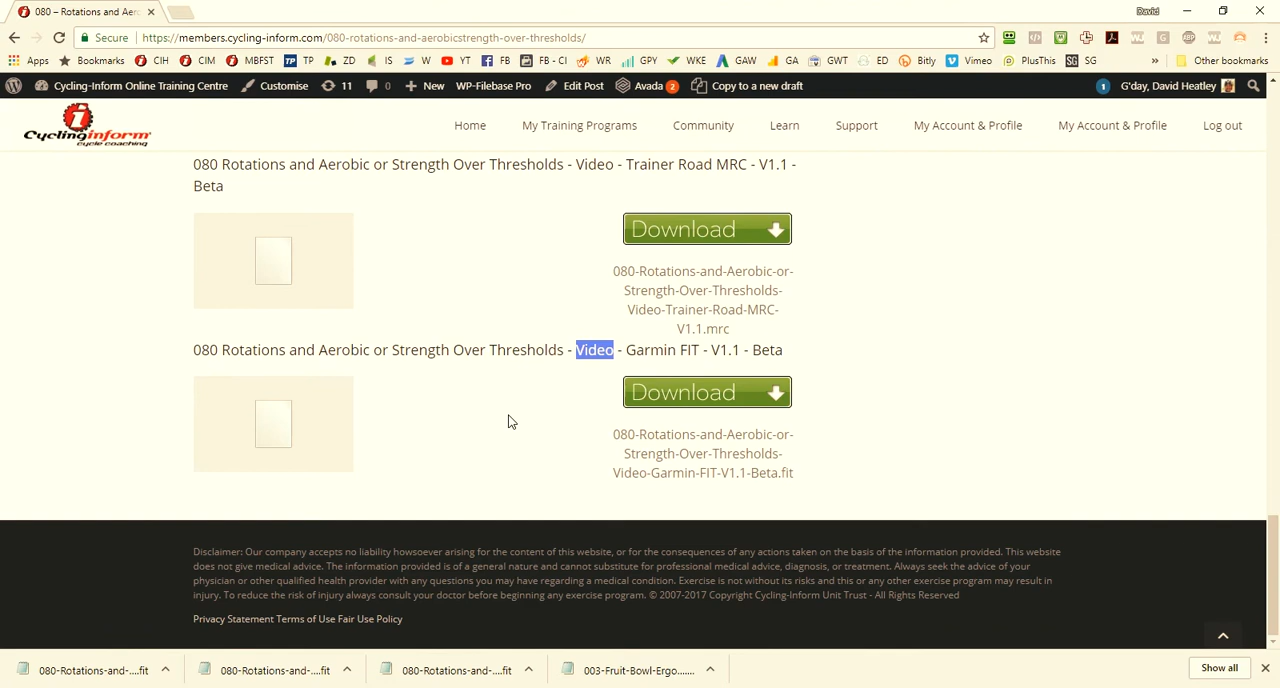 080 – Rotations and Aero
David
Secure
https://members.cycling-inform.com/080-rotations-and-aerobicstrength-over-thresholds/
Apps Bookmarks CIH CIM MBFST TP ZD IS W YT FB FB - CI WR GPY WKE GAW GA GWT ED Bitly Vimeo PlusThis SG » Other bookmarks
Cycling-Inform Online Training Centre Customise 11 0 New WP-Filebase Pro Edit Post Avada 2 Copy to a new draft 1 G'day, David Heatley
Cyclinginform
cycle coaching
Home My Training Programs Community Learn Support My Account & Profile My Account & Profile Log out
080 Rotations and Aerobic or Strength Over Thresholds - Video - Trainer Road MRC - V1.1 -
Beta
Download
080-Rotations-and-Aerobic-or-
Strength-Over-Thresholds-
Video-Trainer-Road-MRC-
V1.1.mrc
080 Rotations and Aerobic or Strength Over Thresholds - Video - Garmin FIT - V1.1 - Beta
Download
080-Rotations-and-Aerobic-or-
Strength-Over-Thresholds-
Video-Garmin-FIT-V1.1-Beta.fit
Disclaimer: Our company accepts no liability howsoever arising for the content of this website, or for the consequences of any actions taken on the basis of the information provided. This website
does not give medical advice. The information provided is of a general nature and cannot substitute for professional medical advice, diagnosis, or treatment. Always seek the advice of your
physician or other qualified health provider with any questions you may have regarding a medical condition. Exercise is not without its risks and this or any other exercise program may result in
injury. To reduce the risk of injury always consult your doctor before beginning any exercise program. © 2007-2017 Copyright Cycling-Inform Unit Trust - All Rights Reserved
Privacy Statement Terms of Use Fair Use Policy
080-Rotations-and-....fit 080-Rotations-and-....fit 080-Rotations-and-....fit 003-Fruit-Bowl-Ergo....... Show all